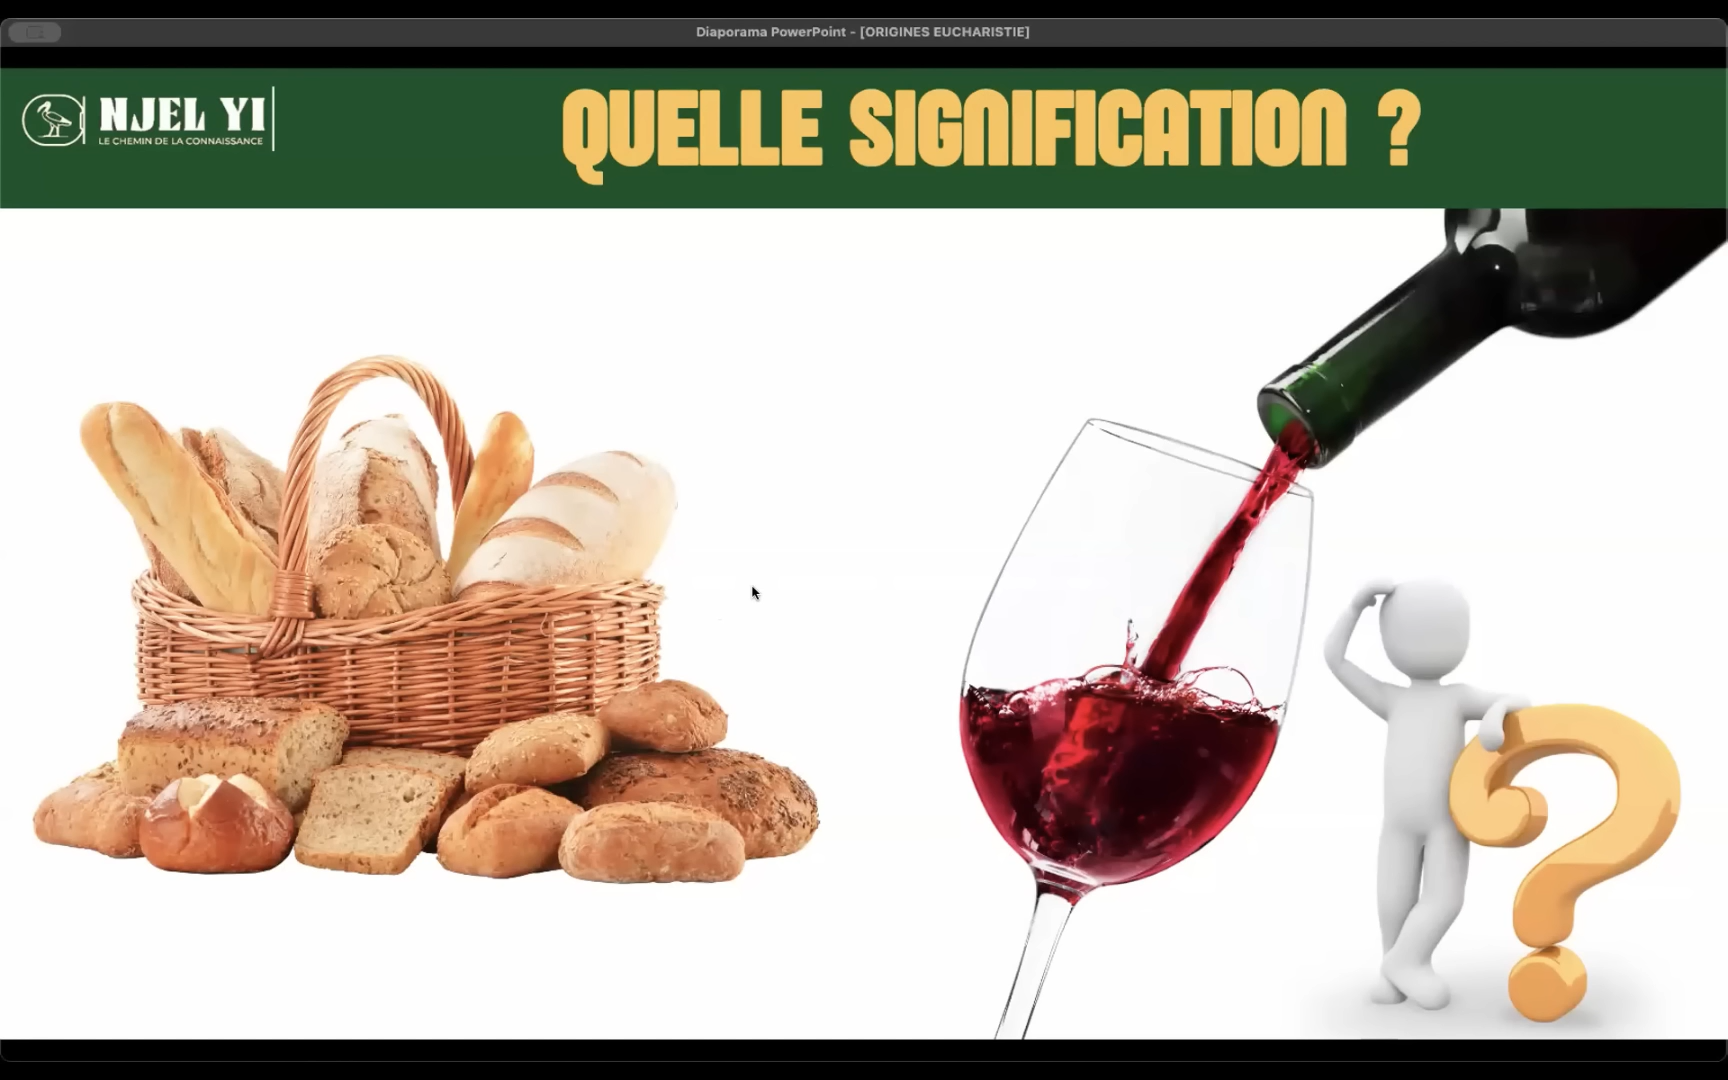 Diaporama PowerPoint - [ORIGINES EUCHARISTIE]
NJEL YI
LE CHEMIN DE LA CONNAISSANCE
QUELLE SIGNIFICATION ?